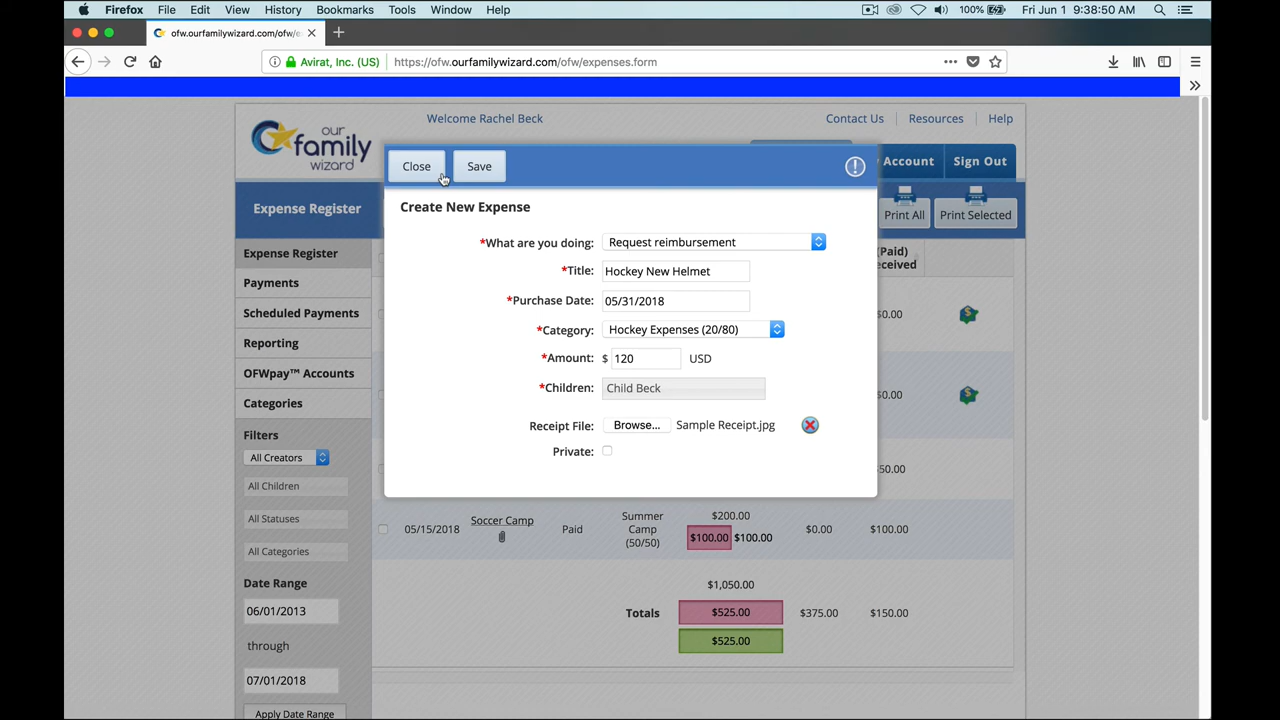 Firefox File Edit View History Bookmarks Tools Window Help 100% Fri Jun 1 9:38:50 AM
ofw.ourfamilywizard.com/ofw/e
Avirat, Inc. (US) https://ofw.ourfamilywizard.com/ofw/expenses.form
our family wizard
Welcome Rachel Beck
Contact Us Resources Help
Account Sign Out
Close Save
Expense Register
Print All Print Selected
Create New Expense
Expense Register
Payments
Scheduled Payments
Reporting
OFWpay™ Accounts
Categories
*What are you doing: Request reimbursement
*Title: Hockey New Helmet
*Purchase Date: 05/31/2018
*Category: Hockey Expenses (20/80)
*Amount: $ 120 USD
*Children: Child Beck
Receipt File: Browse... Sample Receipt.jpg
Private:
(Paid)
ceived
.00
0.00
50.00
Filters
All Creators
All Children
All Statuses
All Categories
05/15/2018 Soccer Camp Paid Summer Camp (50/50) $200.00 $100.00 $100.00 $0.00 $100.00
Date Range
06/01/2013
through
07/01/2018
Apply Date Range
$1,050.00
Totals $525.00 $375.00 $150.00
$525.00